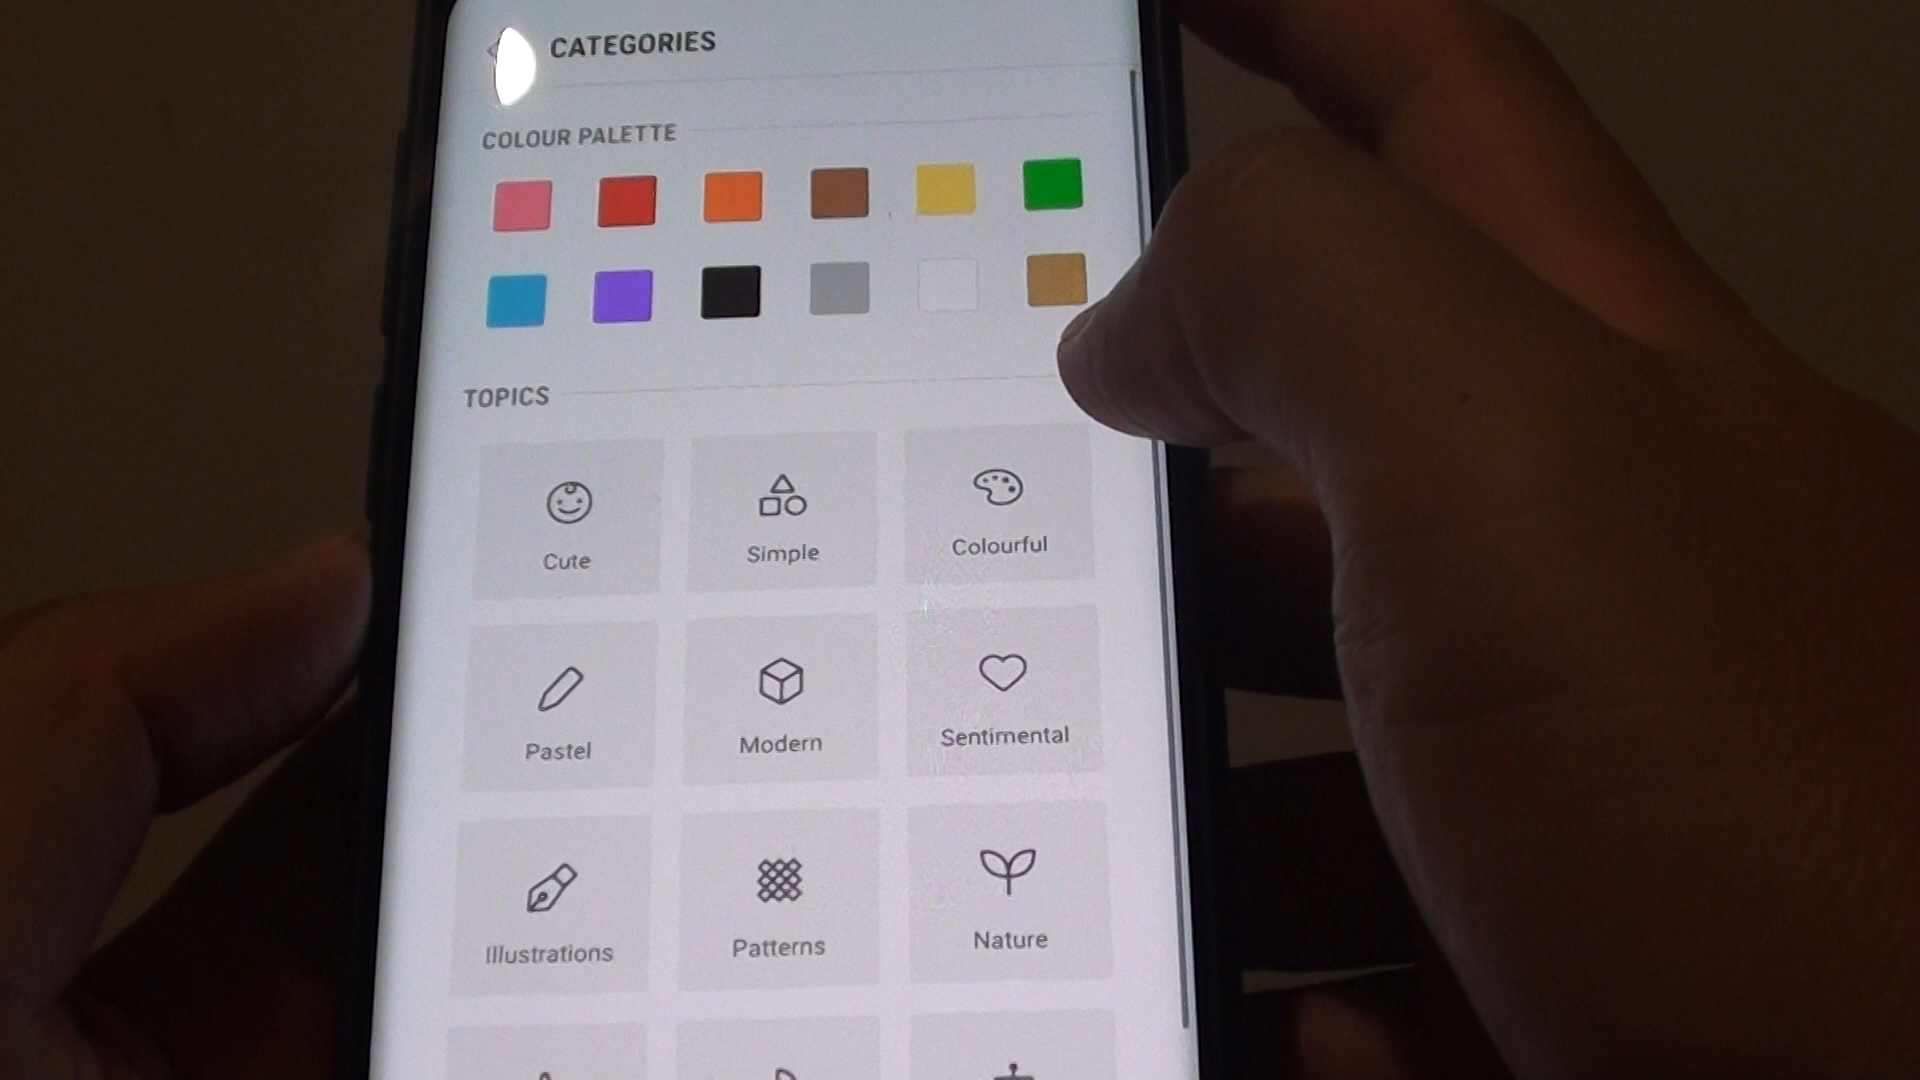 CATEGORIES
COLOUR PALETTE
TOPICS
Cute
Simple
Colourful
Pastel
Modern
Sentimental
Illustrations
Patterns
Nature